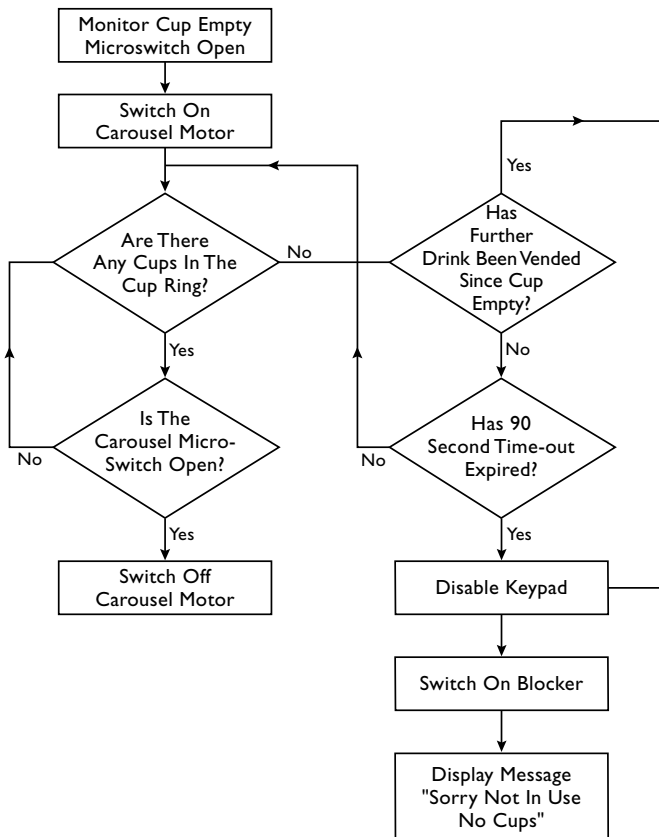 Monitor Cup Empty
Microswitch Open
Switch On
Carousel Motor
Are There
Any Cups In The
Cup Ring?
No
Yes
Is The
Carousel Micro-
Switch Open?
No
Yes
Switch Off
Carousel Motor
Yes
Has
Further
Drink Been Vended
Since Cup
Empty?
No
Has 90
Second Time-out
Expired?
No
Yes
Disable Keypad
Switch On Blocker
Display Message
"Sorry Not In Use
No Cups"